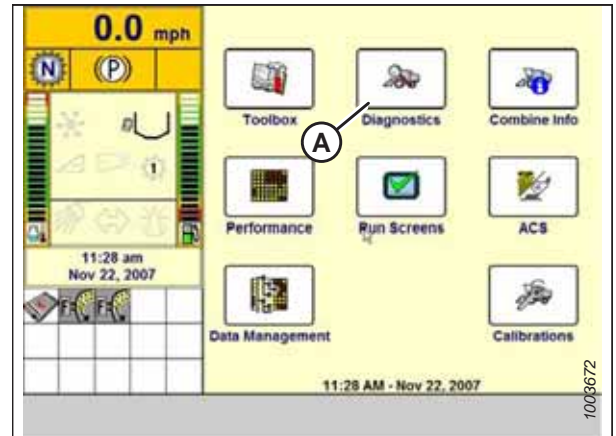 0.0 mph
N (P)
1
11:28 am
Nov 22, 2007
F F
Toolbox
Diagnostics
Combine Info
A
Performance
Run Screens
ACS
Data Management
Calibrations
11:28 AM - Nov 22, 2007
1003672